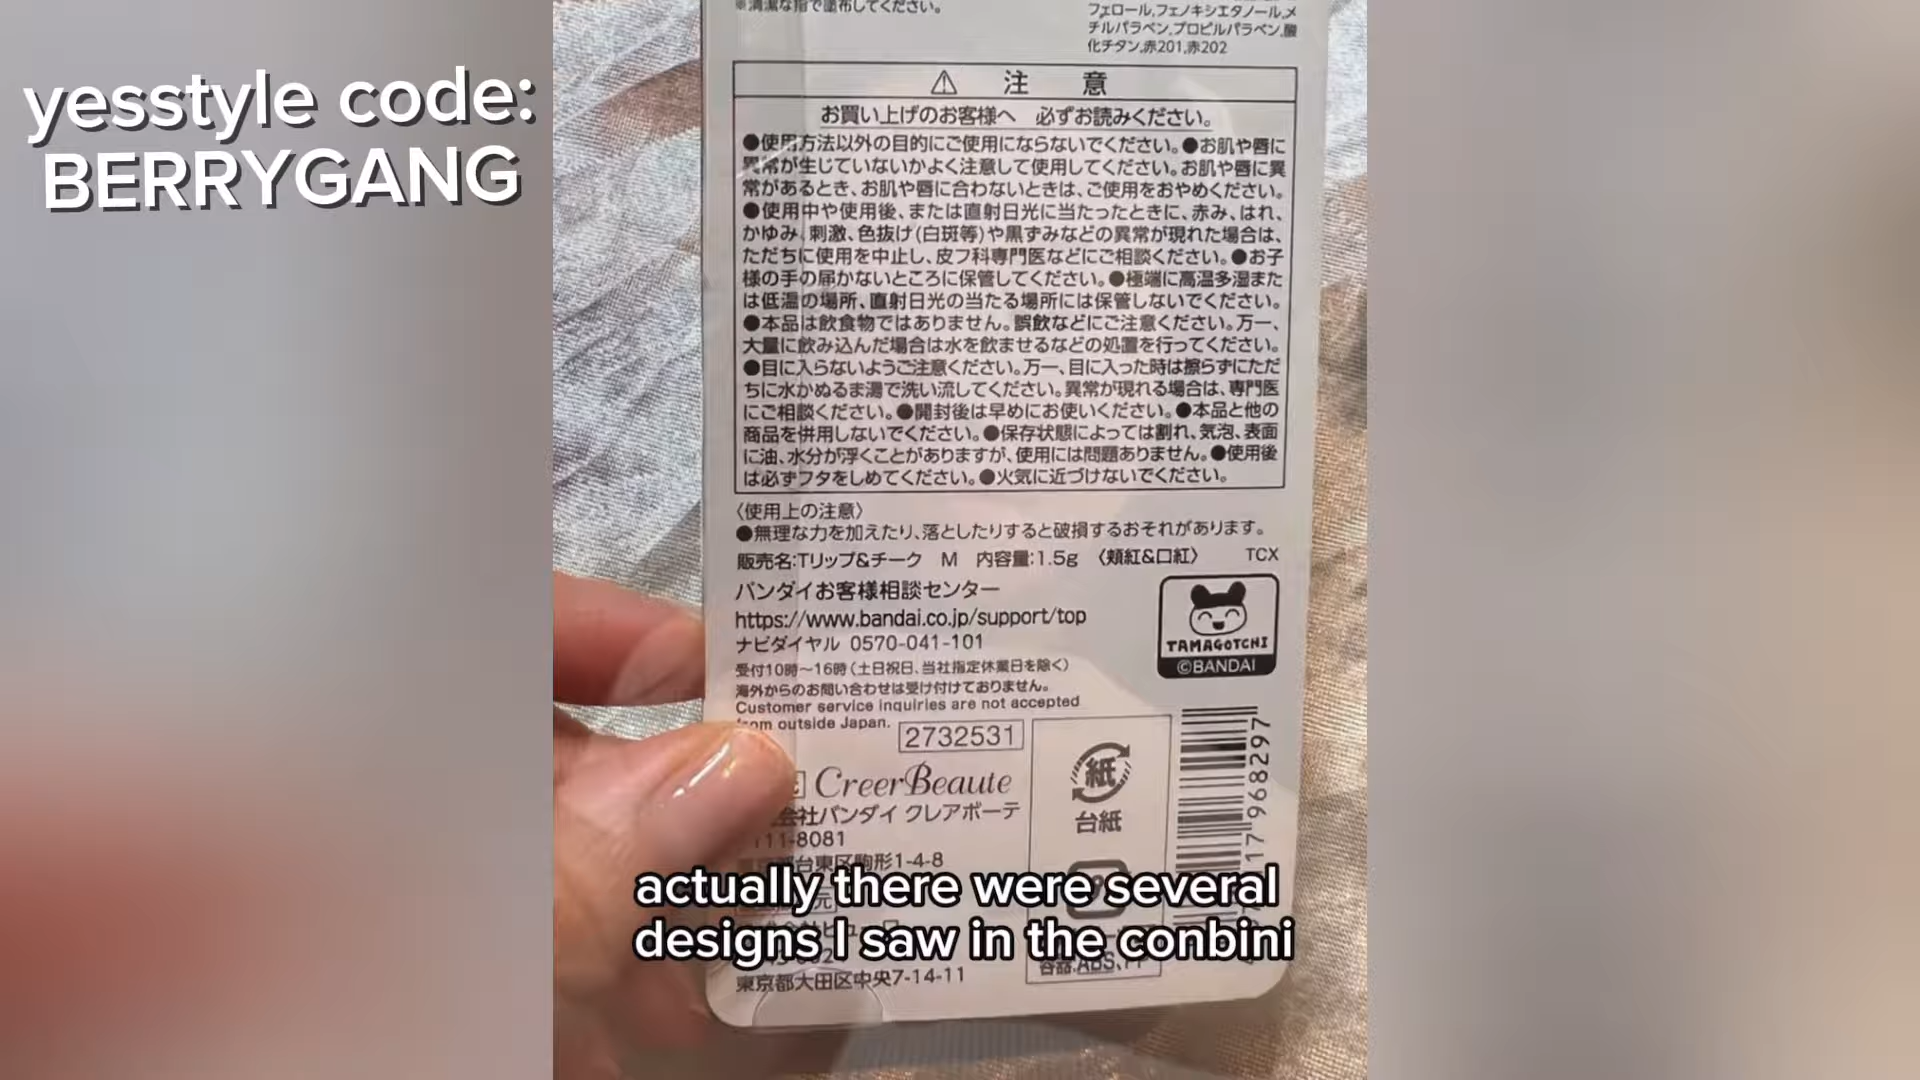 yesstyle code:
BERRYGANG
※清潔な指で塗布してください。
フェロール,フェノキシエタノール,メ
チルパラベン,プロピルパラベン,酸
化チタン,赤201,赤202
⚠ 注意
お買い上げのお客様へ 必ずお読みください。
●使用方法以外の目的にご使用にならないでください。●お肌や唇に
異常が生じていないかよく注意して使用してください。お肌や唇に異
常があるとき、お肌や唇に合わないときは、ご使用をおやめください。
●使用中や使用後、または直射日光に当たったときに、赤み、はれ、
かゆみ、刺激、色抜け(白斑等)や黒ずみなどの異常が現れた場合は、
ただちに使用を中止し、皮フ科専門医などにご相談ください。●お子
様の手の届かないところに保管してください。●極端に高温多湿また
は低温の場所、直射日光の当たる場所には保管しないでください。
●本品は飲食物ではありません。誤飲などにご注意ください。万一、
大量に飲み込んだ場合は水を飲ませるなどの処置を行ってください。
●目に入らないようご注意ください。万一、目に入った時は擦らずにただ
ちに水かぬるま湯で洗い流してください。異常が現れる場合は、専門医
にご相談ください。●開封後は早めにお使いください。●本品と他の
商品を併用しないでください。●保存状態によっては割れ、気泡、表面
に油、水分が浮くことがありますが、使用には問題ありません。●使用後
は必ずフタをしめてください。●火気に近づけないでください。
〈使用上の注意〉
●無理な力を加えたり、落としたりすると破損するおそれがあります。
販売名:Tリップ&チーク M 内容量:1.5g 〈頬紅&口紅〉 TCX
バンダイお客様相談センター
https://www.bandai.co.jp/support/top
ナビダイヤル 0570-041-101
受付10時～16時(土日祝日、当社指定休業日を除く)
海外からのお問い合わせは受け付けておりません。
Customer service inquiries are not accepted
from outside Japan.
TAMAGOTCHI
©BANDAI
2732531
CreerBeaute
会社バンダイ クレアボーテ
111-8081
台東区駒形1-4-8
東京都大田区中央7-14-11
紙
台紙
容器:ABS、PP
17 968297
actually there were several
designs I saw in the conbini